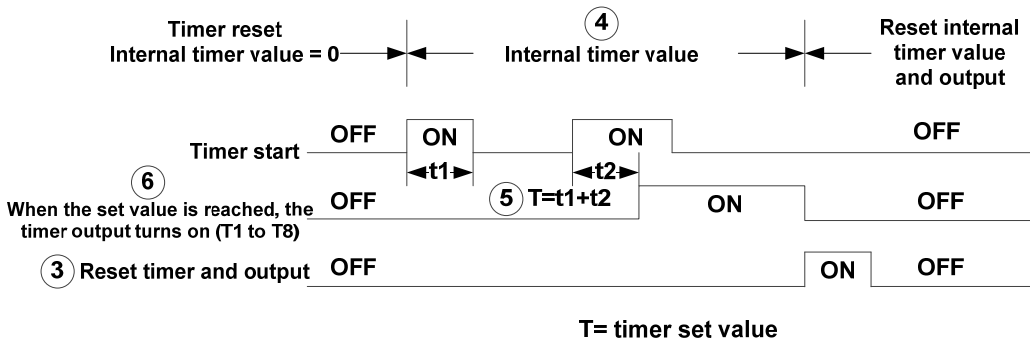 Timer reset
Internal timer value = 0
4
Internal timer value
Reset internal
timer value
and output
Timer start
OFF
ON
ON
OFF
t1
t2
6
When the set value is reached, the
timer output turns on (T1 to T8)
OFF
5 T=t1+t2
ON
OFF
3 Reset timer and output
OFF
ON
OFF
T= timer set value